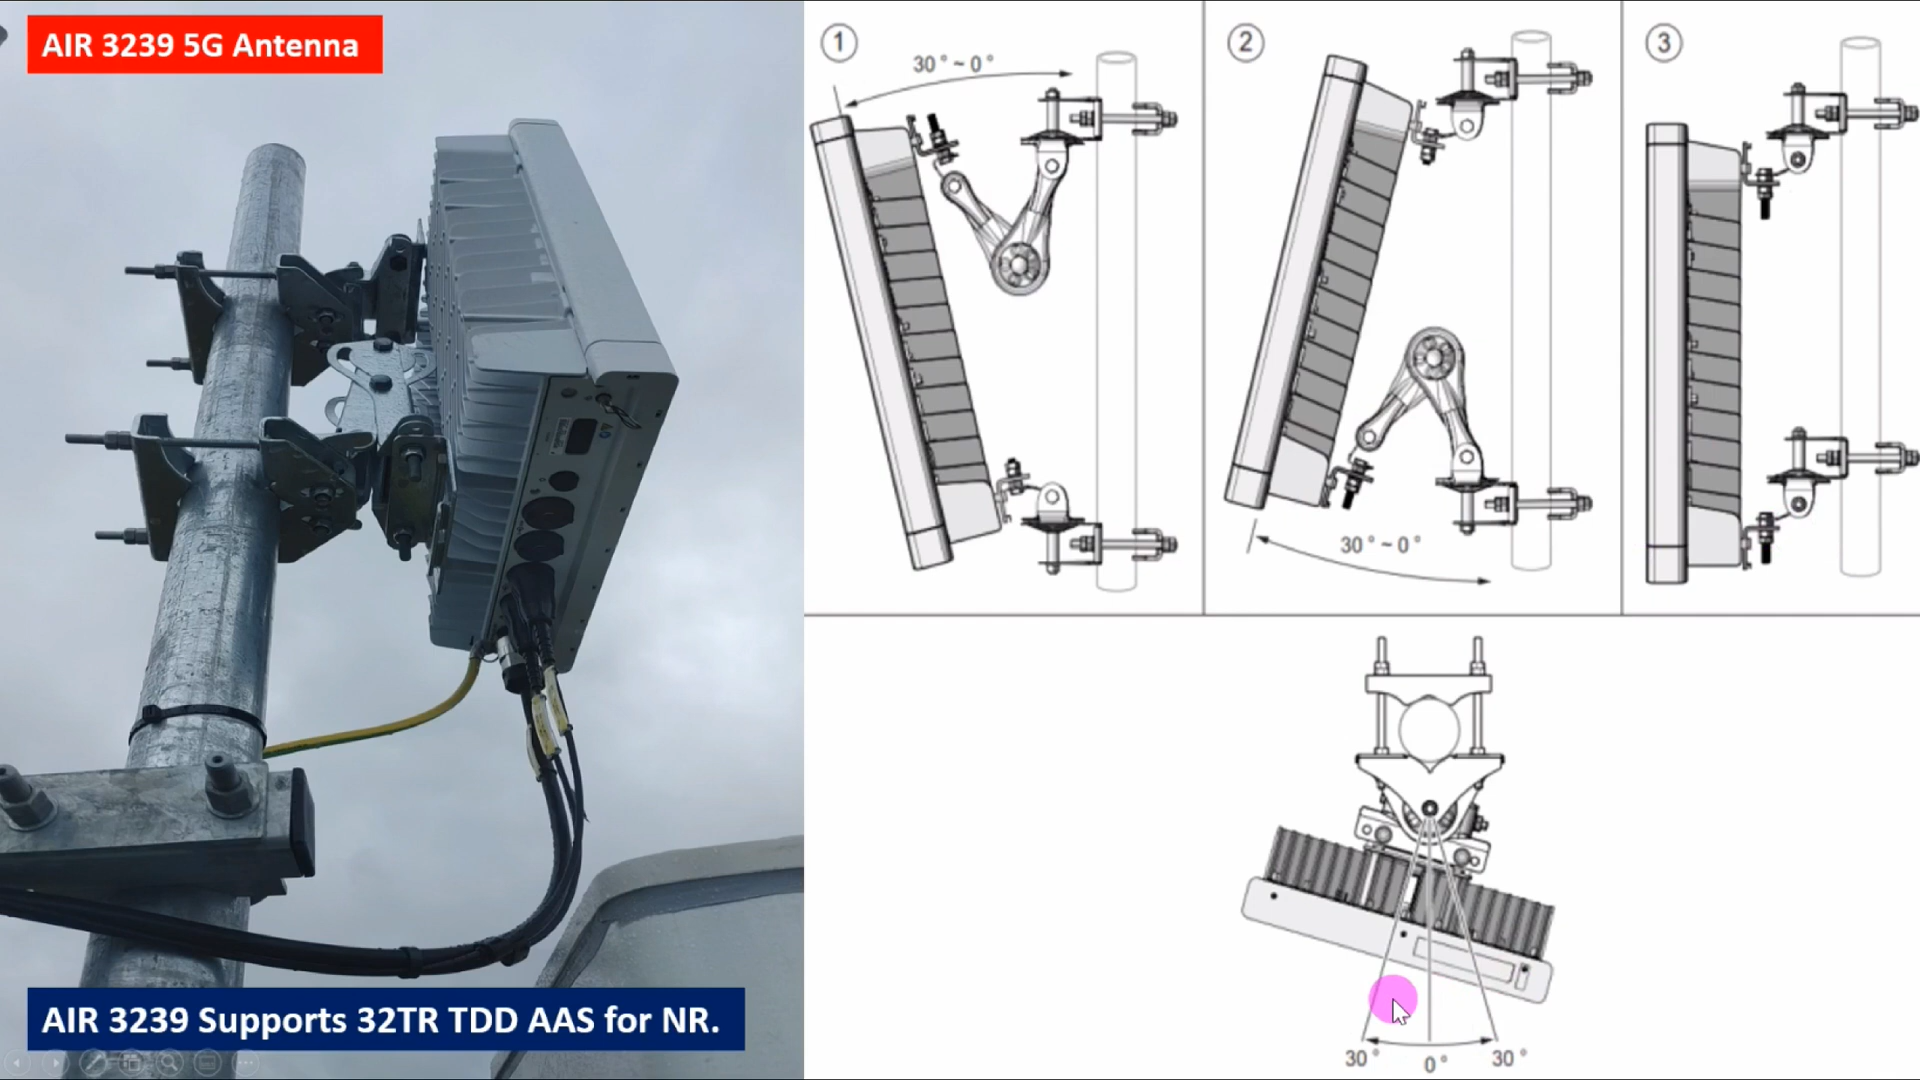 AIR 3239 5G Antenna
AIR 3239 Supports 32TR TDD AAS for NR.
1
30° ~ 0°
2
30° ~ 0°
3
30°
0°
30°